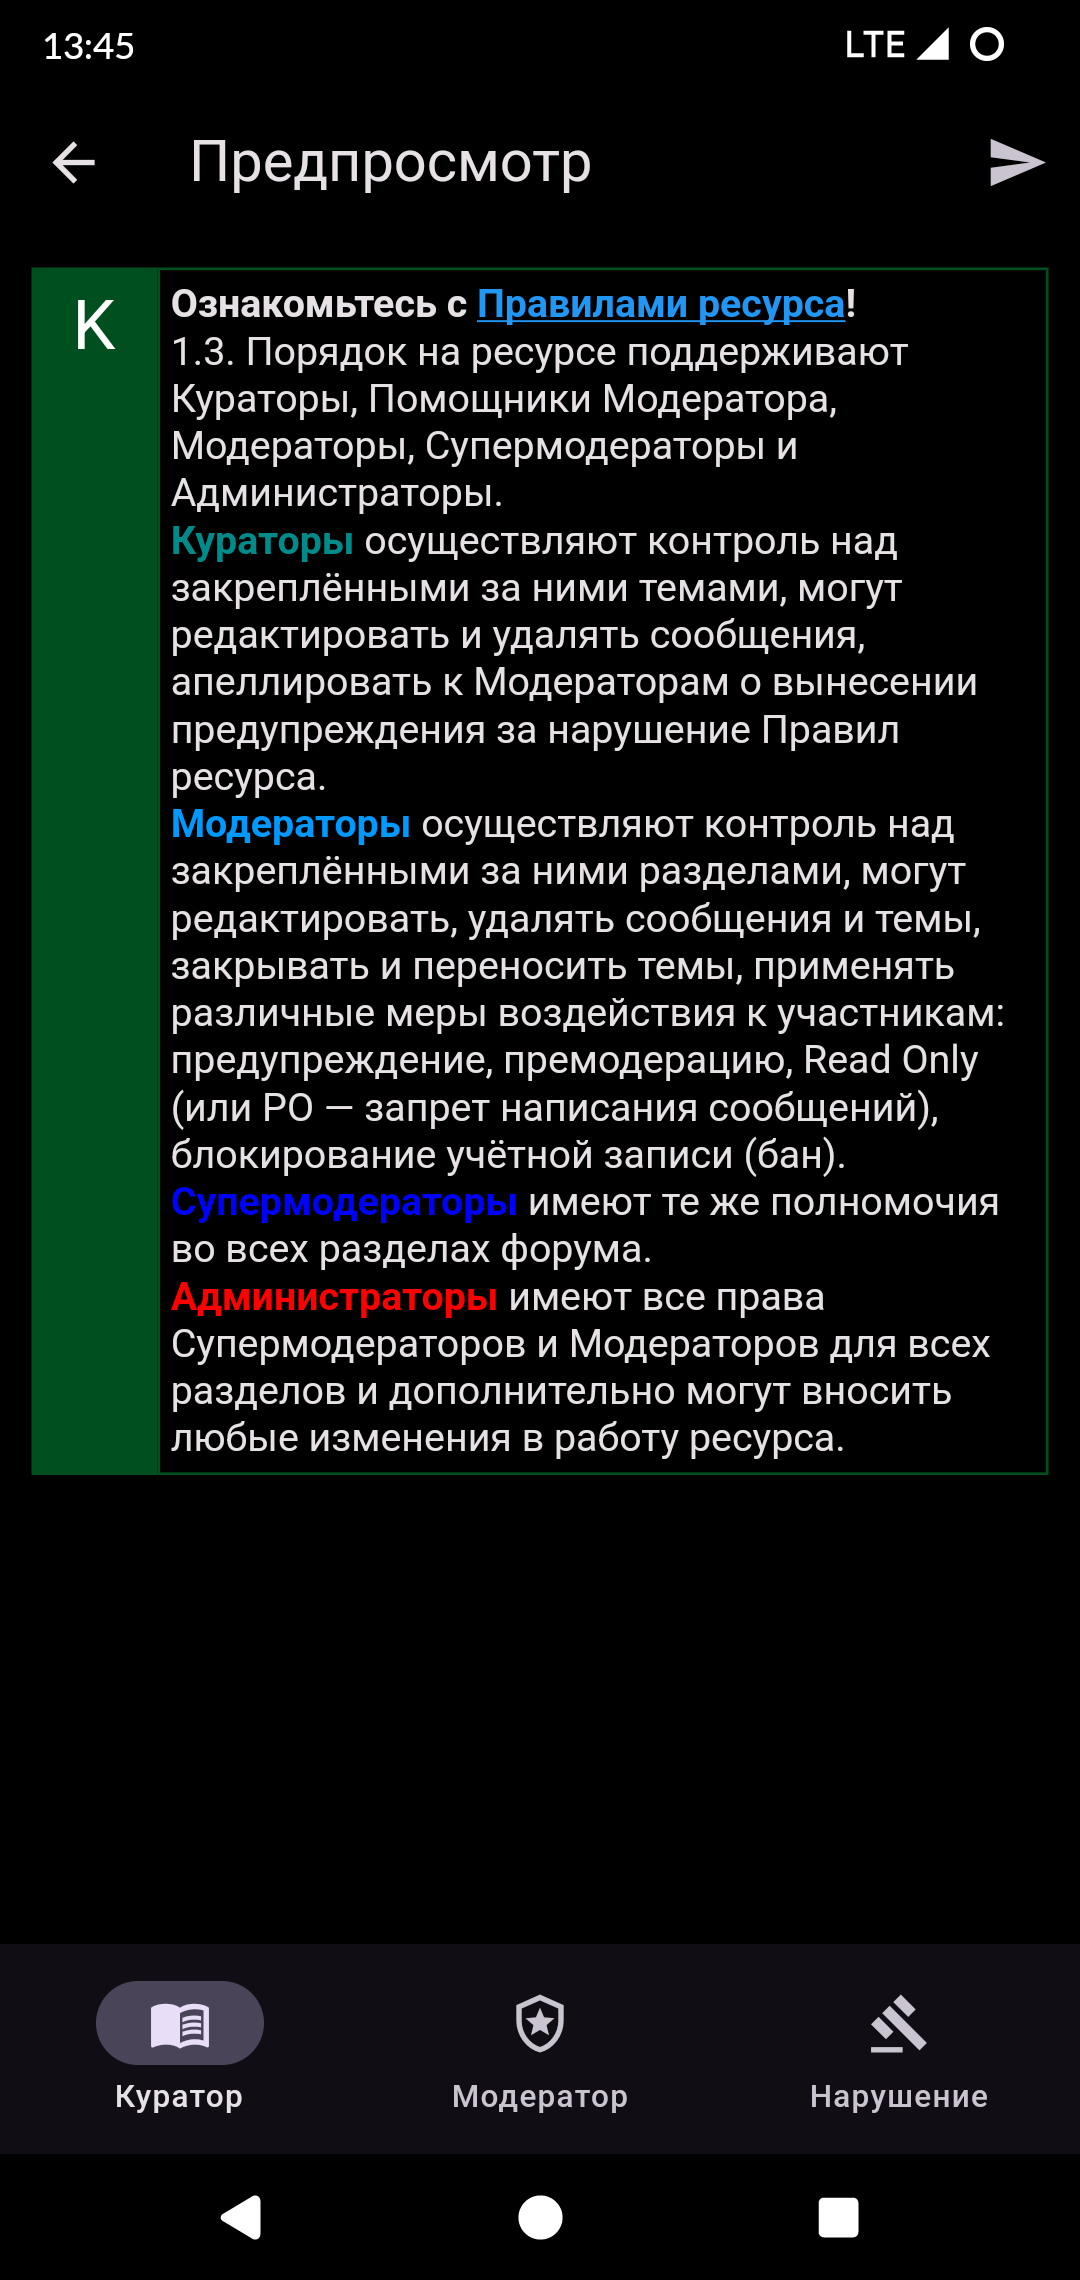 13:45
LTE
Предпросмотр
K
Ознакомьтесь с Правилами ресурса!
1.3. Порядок на ресурсе поддерживают
Кураторы, Помощники Модератора,
Модераторы, Супермодераторы и
Администраторы.
Кураторы осуществляют контроль над
закреплёнными за ними темами, могут
редактировать и удалять сообщения,
апеллировать к Модераторам о вынесении
предупреждения за нарушение Правил
ресурса.
Модераторы осуществляют контроль над
закреплёнными за ними разделами, могут
редактировать, удалять сообщения и темы,
закрывать и переносить темы, применять
различные меры воздействия к участникам:
предупреждение, премодерацию, Read Only
(или РО — запрет написания сообщений),
блокирование учётной записи (бан).
Супермодераторы имеют те же полномочия
во всех разделах форума.
Администраторы имеют все права
Супермодераторов и Модераторов для всех
разделов и дополнительно могут вносить
любые изменения в работу ресурса.
Куратор
Модератор
Нарушение